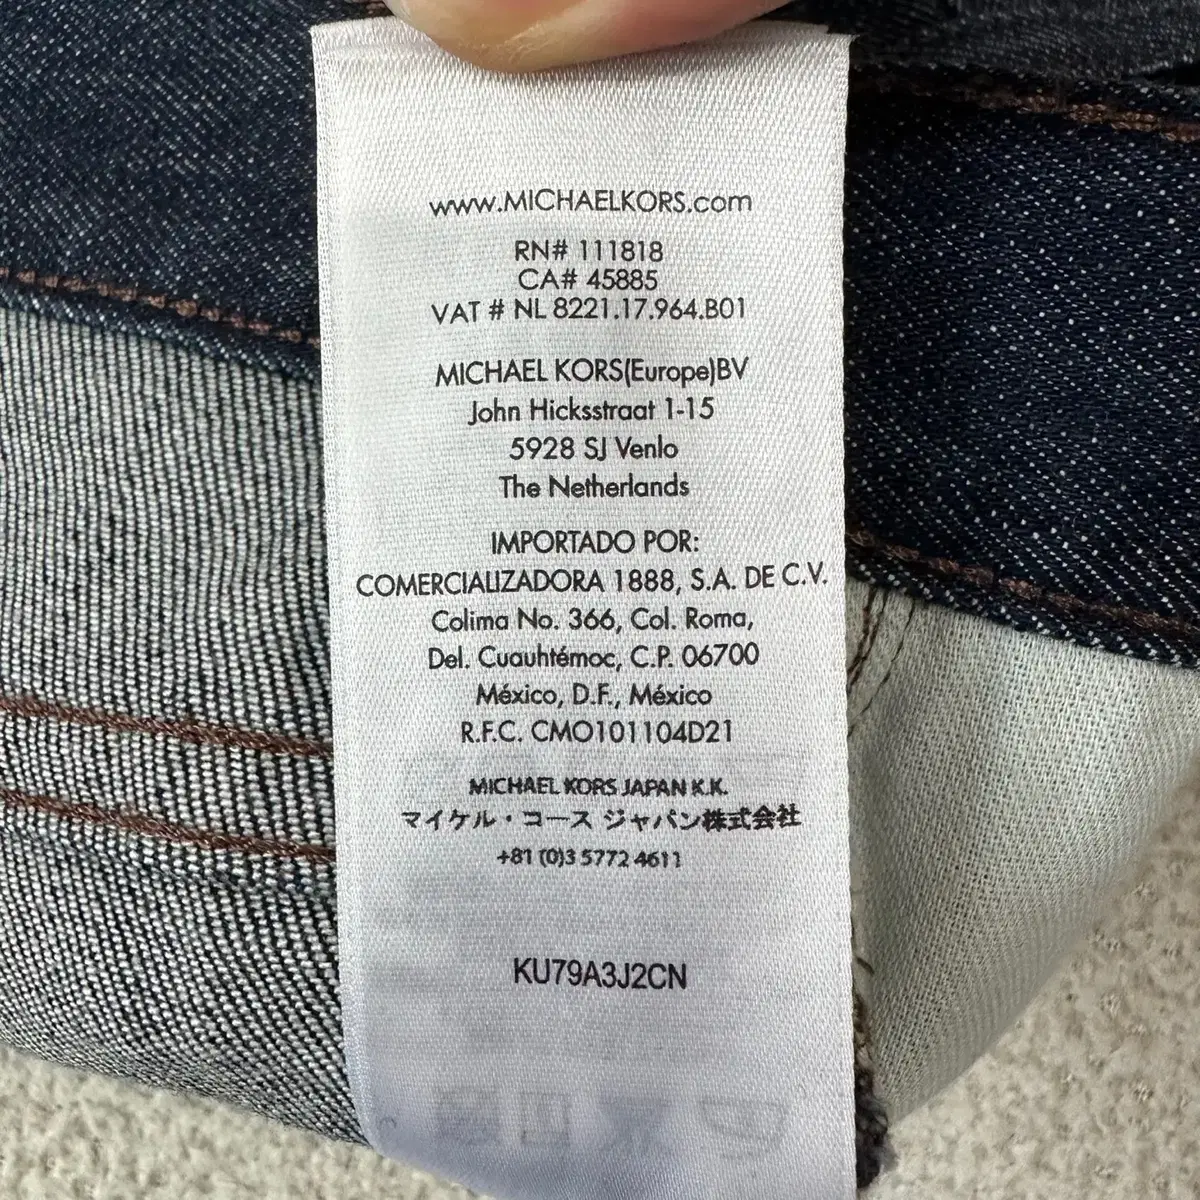 www.MICHAELKORS.com
RN# 111818
CA# 45885
VAT # NL 8221.17.964.B01
MICHAEL KORS(Europe)BV
John Hicksstraat 1-15
5928 SJ Venlo
The Netherlands
IMPORTADO POR:
COMERCIALIZADORA 1888, S.A. DE C.V.
Colima No. 366, Col. Roma,
Del. Cuauhtémoc, C.P. 06700
México, D.F., México
R.F.C. CMO101104D21
MICHAEL KORS JAPAN K.K.
マイケル・コース ジャパン株式会社
+81 (0)3 5772 4611
KU79A3J2CN